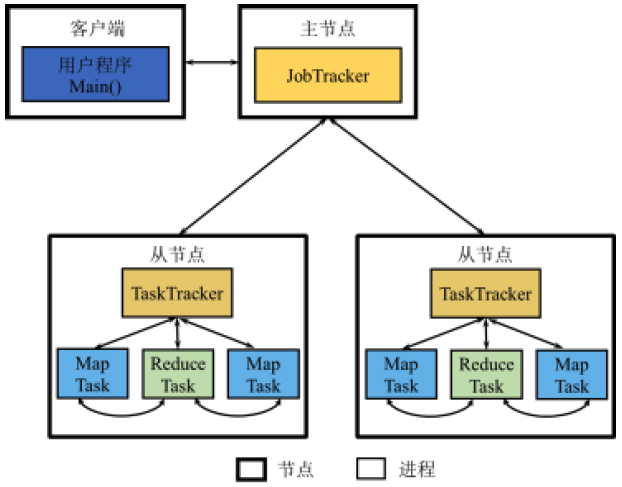 客户端
用户程序
Main()
主节点
JobTracker
从节点
TaskTracker
Map
Task
Reduce
Task
Map
Task
从节点
TaskTracker
Map
Task
Reduce
Task
Map
Task
节点
进程